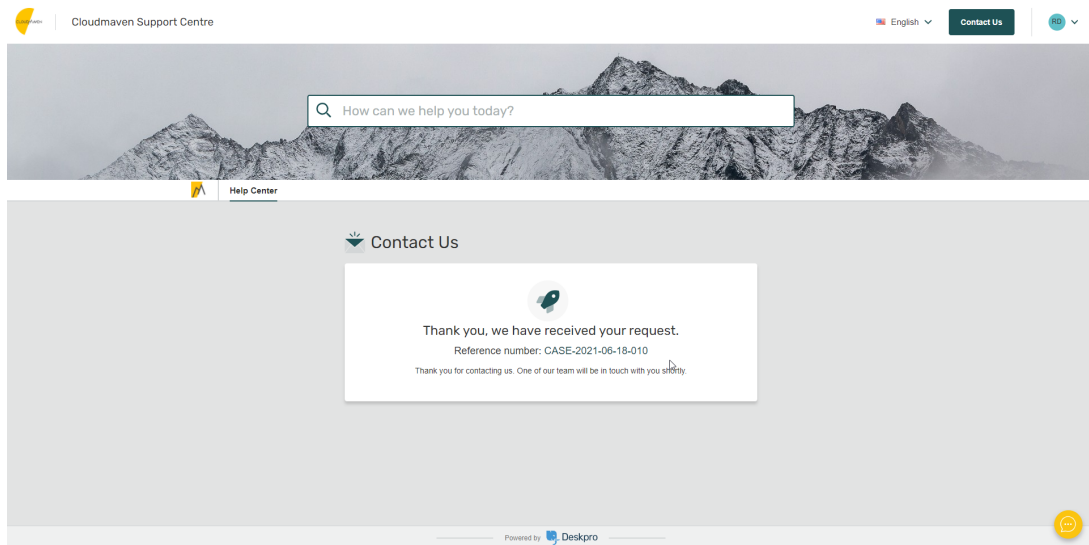 CLOUDMAVEN
Cloudmaven Support Centre
English
Contact Us
RD
How can we help you today?
Help Center
Contact Us
Thank you, we have received your request.
Reference number: CASE-2021-06-18-010
Thank you for contacting us. One of our team will be in touch with you shortly.
Powered by Deskpro